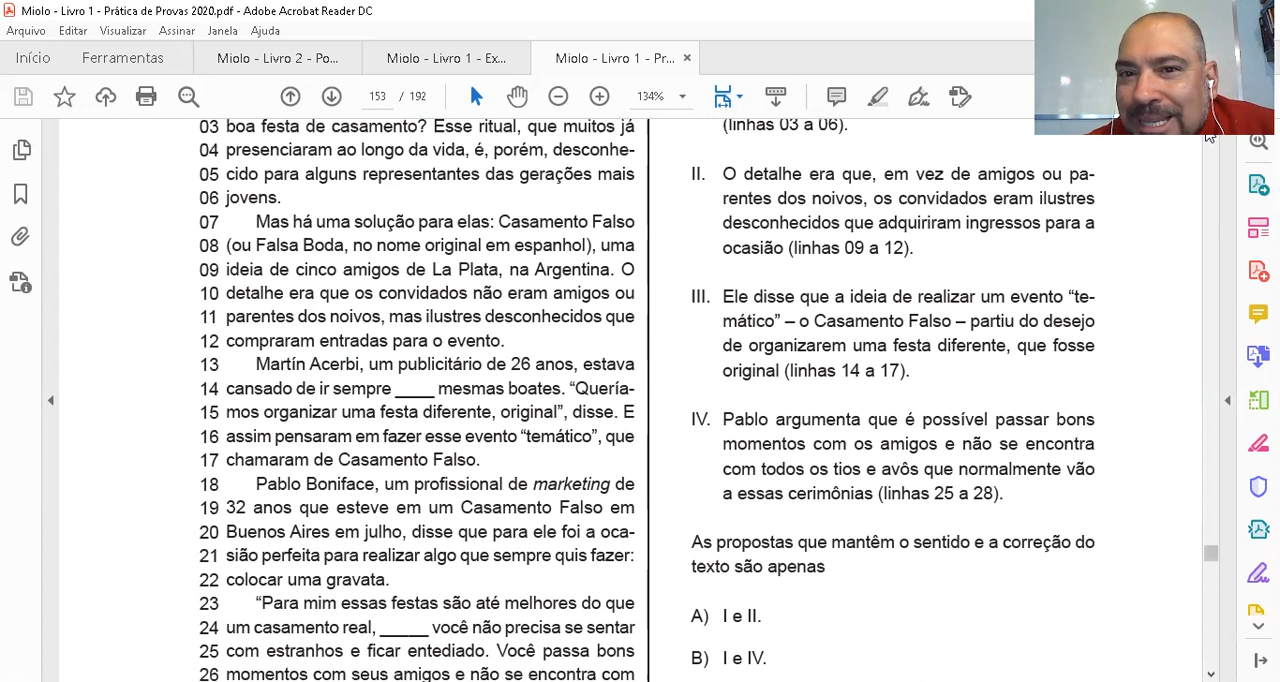 Miolo - Livro 1 - Prática de Provas 2020.pdf - Adobe Acrobat Reader DC
Arquivo Editar Visualizar Assinar Janela Ajuda
Início Ferramentas Miolo - Livro 2 - Po... Miolo - Livro 1 - Ex... Miolo - Livro 1 - Pr... ×
153 / 192 134%
03 boa festa de casamento? Esse ritual, que muitos já
04 presenciaram ao longo da vida, é, porém, desconhe-
05 cido para alguns representantes das gerações mais
06 jovens.
07 Mas há uma solução para elas: Casamento Falso
08 (ou Falsa Boda, no nome original em espanhol), uma
09 ideia de cinco amigos de La Plata, na Argentina. O
10 detalhe era que os convidados não eram amigos ou
11 parentes dos noivos, mas ilustres desconhecidos que
12 compraram entradas para o evento.
13 Martín Acerbi, um publicitário de 26 anos, estava
14 cansado de ir sempre ____ mesmas boates. “Quería-
15 mos organizar uma festa diferente, original”, disse. E
16 assim pensaram em fazer esse evento “temático”, que
17 chamaram de Casamento Falso.
18 Pablo Boniface, um profissional de marketing de
19 32 anos que esteve em um Casamento Falso em
20 Buenos Aires em julho, disse que para ele foi a oca-
21 sião perfeita para realizar algo que sempre quis fazer:
22 colocar uma gravata.
23 “Para mim essas festas são até melhores do que
24 um casamento real, _____ você não precisa se sentar
25 com estranhos e ficar entediado. Você passa bons
26 momentos com seus amigos e não se encontra com
(linhas 03 a 06).
II. O detalhe era que, em vez de amigos ou pa-
rentes dos noivos, os convidados eram ilustres
desconhecidos que adquiriram ingressos para a
ocasião (linhas 09 a 12).
III. Ele disse que a ideia de realizar um evento “te-
mático” – o Casamento Falso – partiu do desejo
de organizarem uma festa diferente, que fosse
original (linhas 14 a 17).
IV. Pablo argumenta que é possível passar bons
momentos com os amigos e não se encontra
com todos os tios e avôs que normalmente vão
a essas cerimônias (linhas 25 a 28).
As propostas que mantêm o sentido e a correção do
texto são apenas
A) I e II.
B) I e IV.